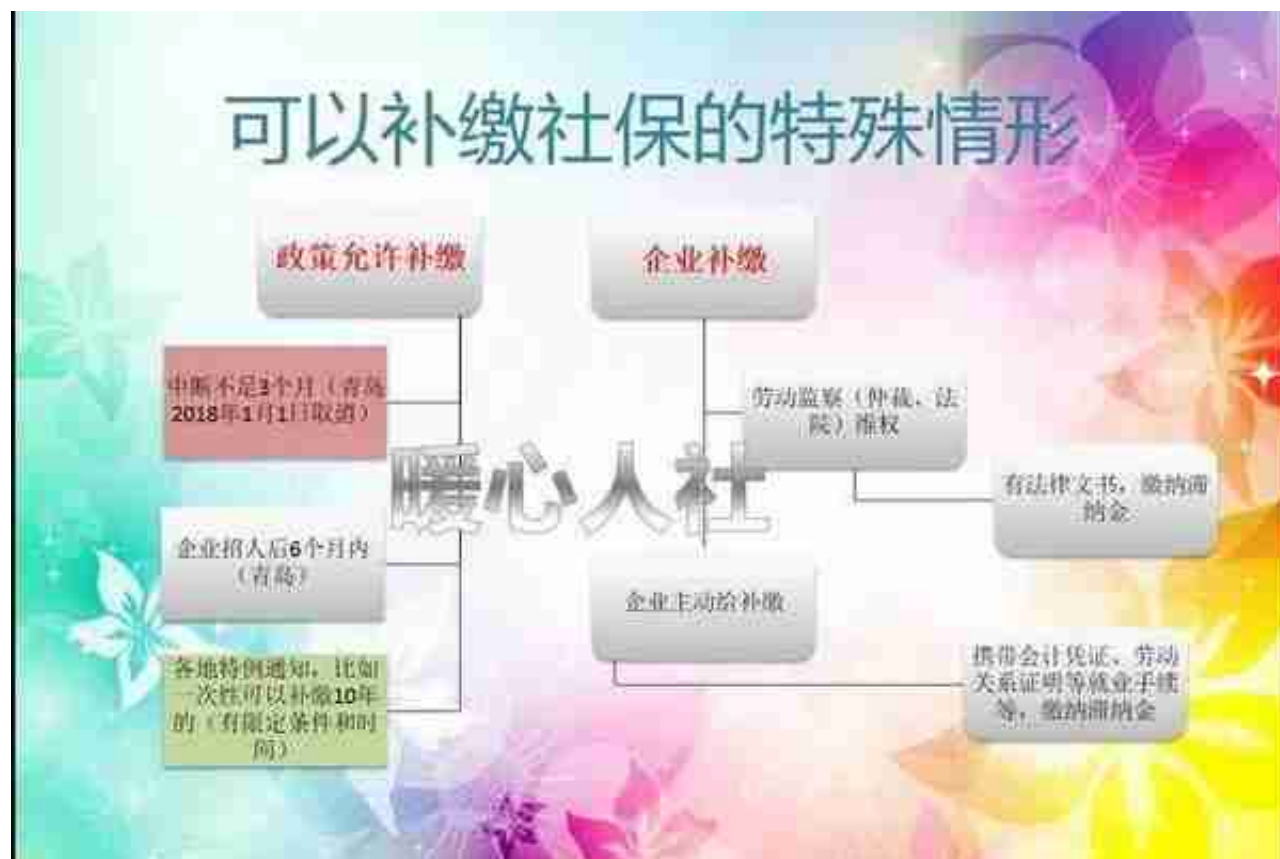 可以补缴社保的特殊情形
政策允许补缴
中断不足3个月（青岛
2018年1月1日取道）
企业招人后6个月内
（青岛）
各地特例通知，比如
一次性可以补缴10年
的（有限定条件和时
间）
企业补缴
劳动监察（仲裁、法
院）维权
有法律文书，缴纳滞
纳金
企业主动给补缴
携带会计凭证、劳动
关系证明等就业手续
等，缴纳滞纳金
暖心人社